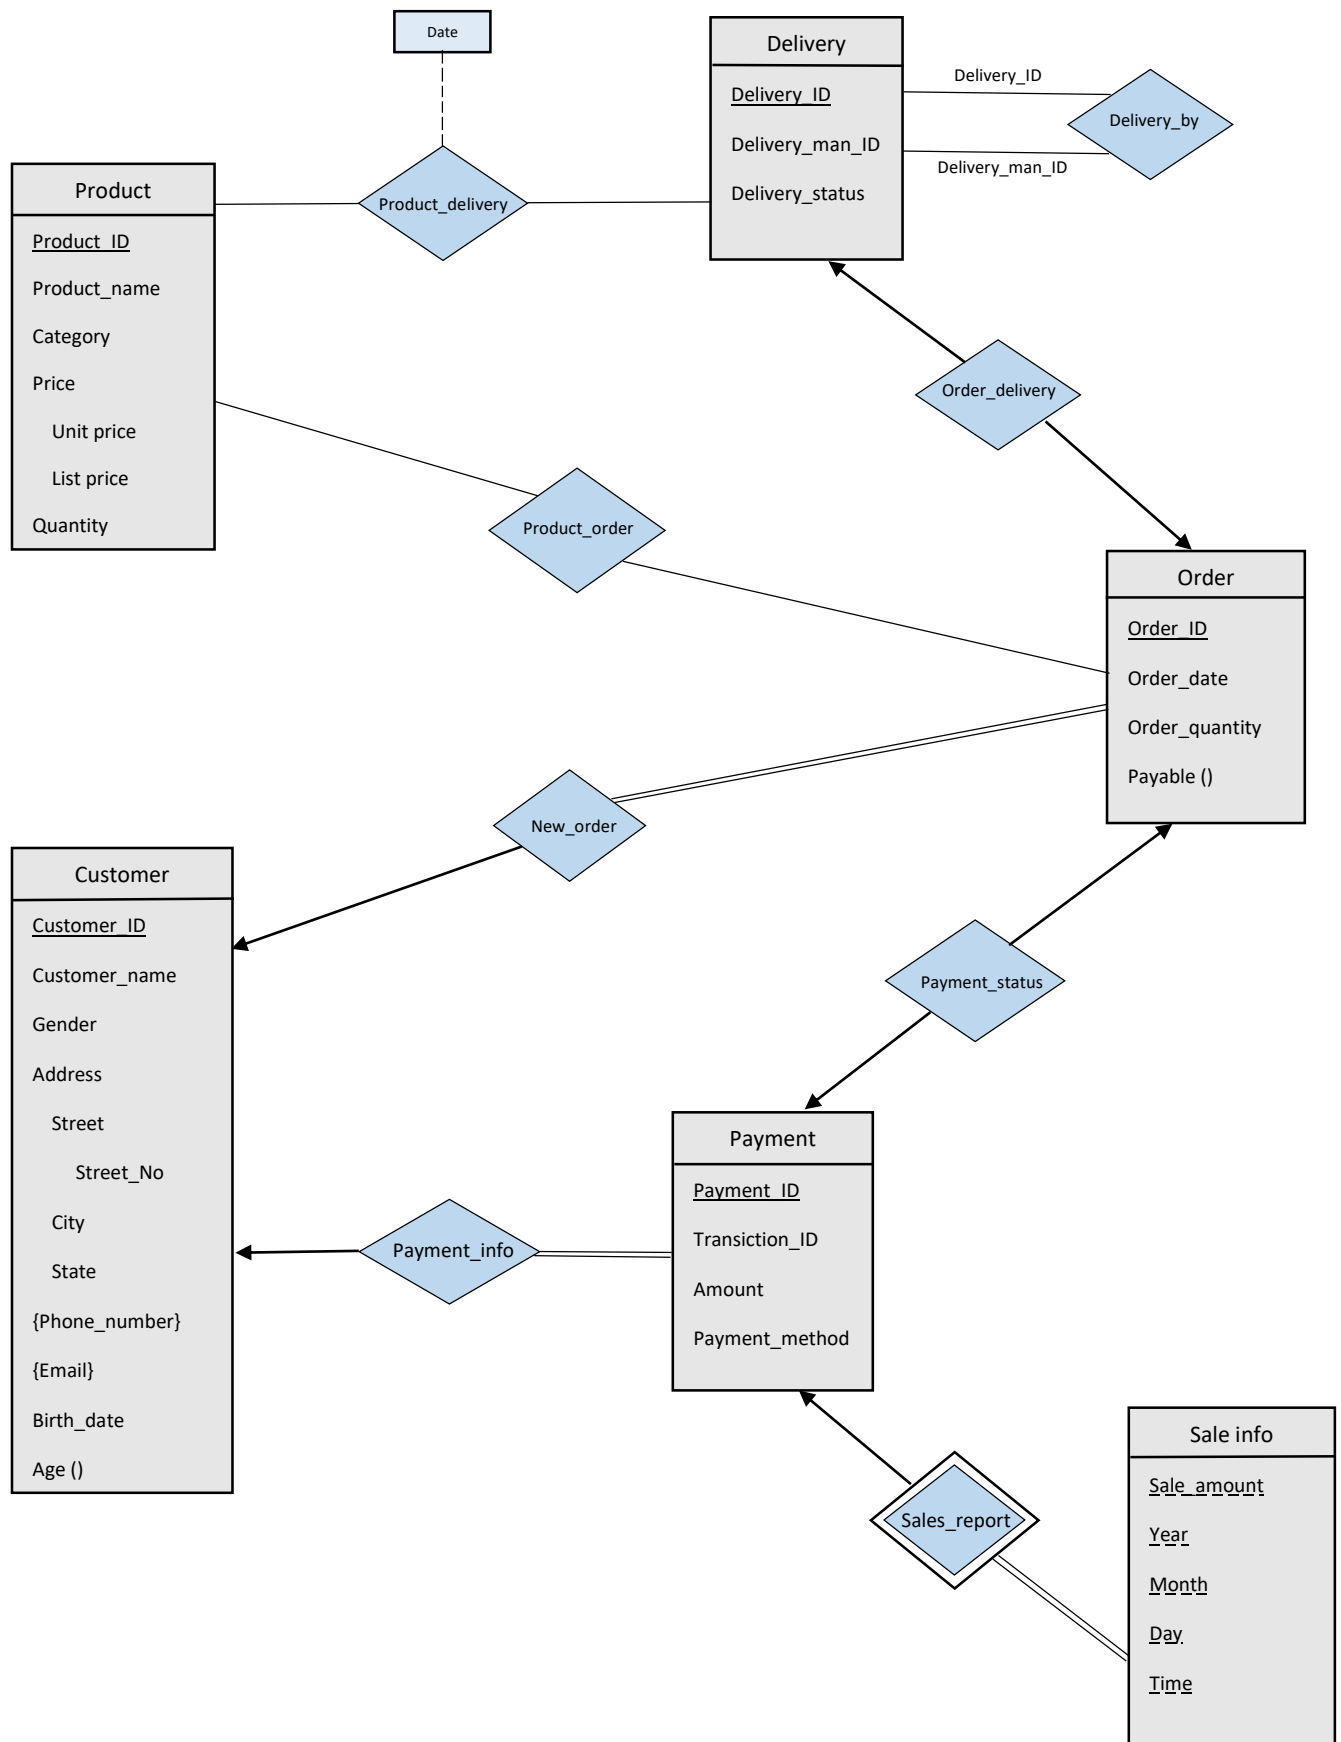 Date
Delivery
Delivery_ID
Delivery_man_ID
Delivery_status
Delivery_ID
Delivery_by
Delivery_man_ID
Product
Product_ID
Product_name
Category
Price
Unit price
List price
Quantity
Product_delivery
Order_delivery
Product_order
Order
Order_ID
Order_date
Order_quantity
Payable ()
New_order
Customer
Customer_ID
Customer_name
Gender
Address
Street
Street_No
City
State
{Phone_number}
{Email}
Birth_date
Age ()
Payment_status
Payment
Payment_ID
Transiction_ID
Amount
Payment_method
Payment_info
Sales_report
Sale info
Sale_amount
Year
Month
Day
Time